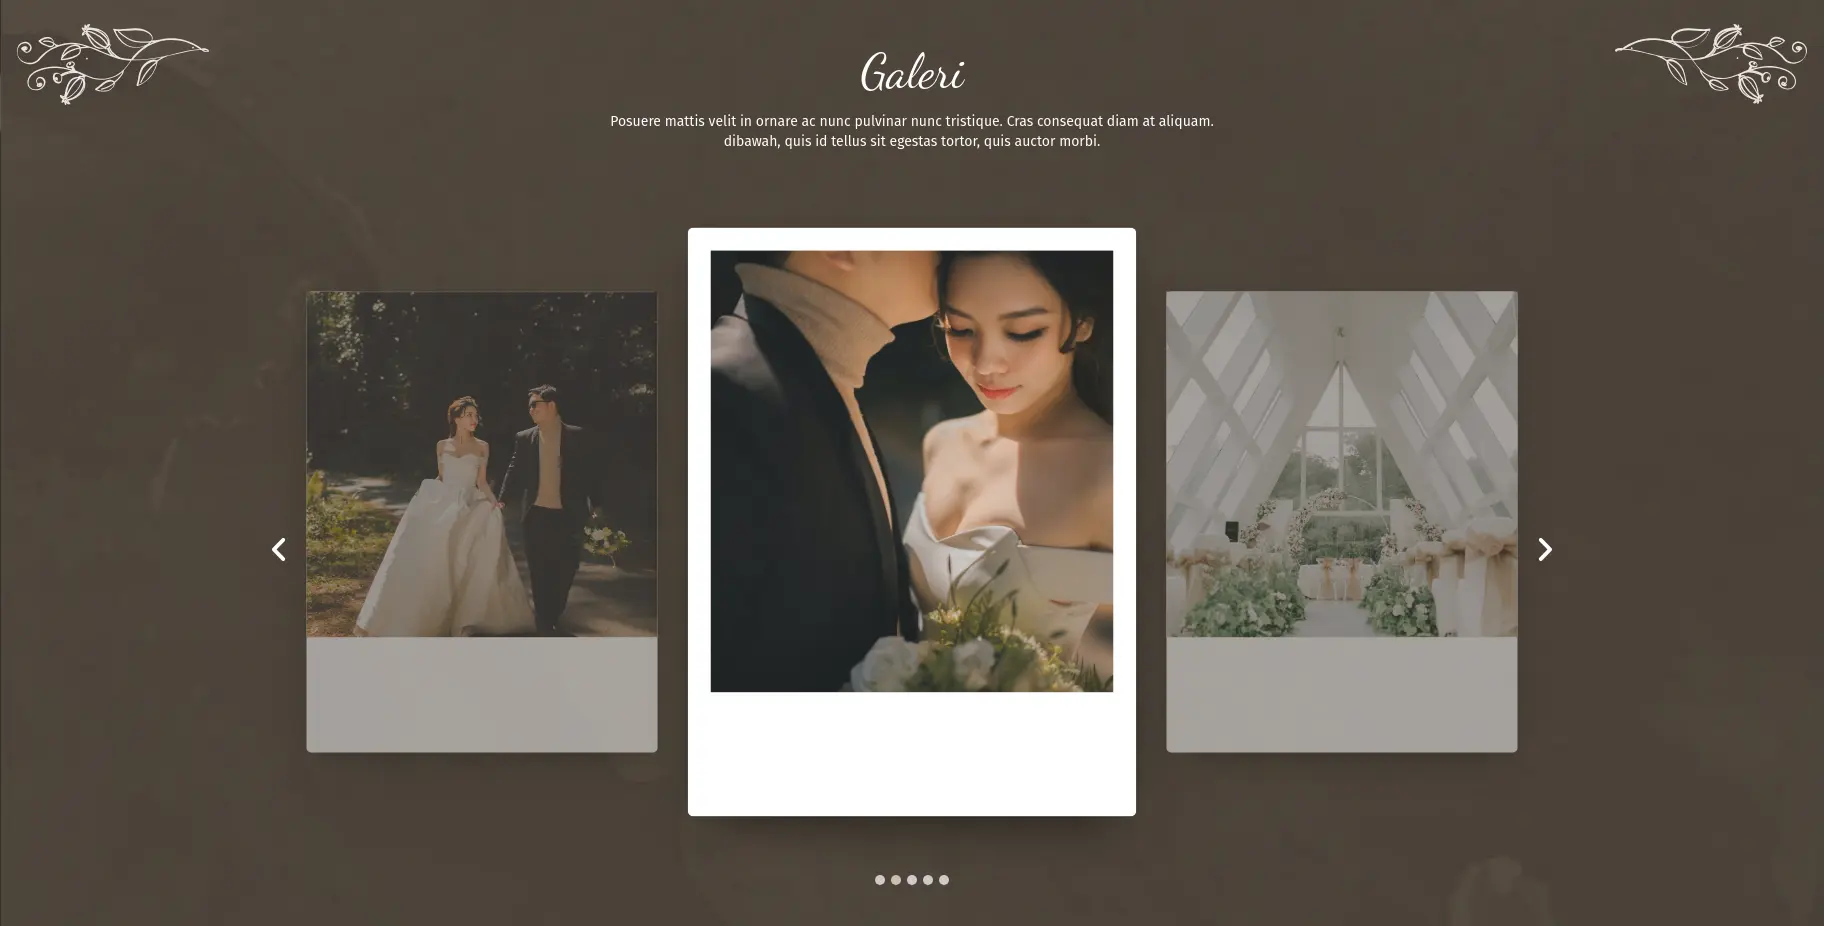 Galeri
Posuere mattis velit in ornare ac nunc pulvinar nunc tristique. Cras consequat diam at aliquam.
dibawah, quis id tellus sit egestas tortor, quis auctor morbi.